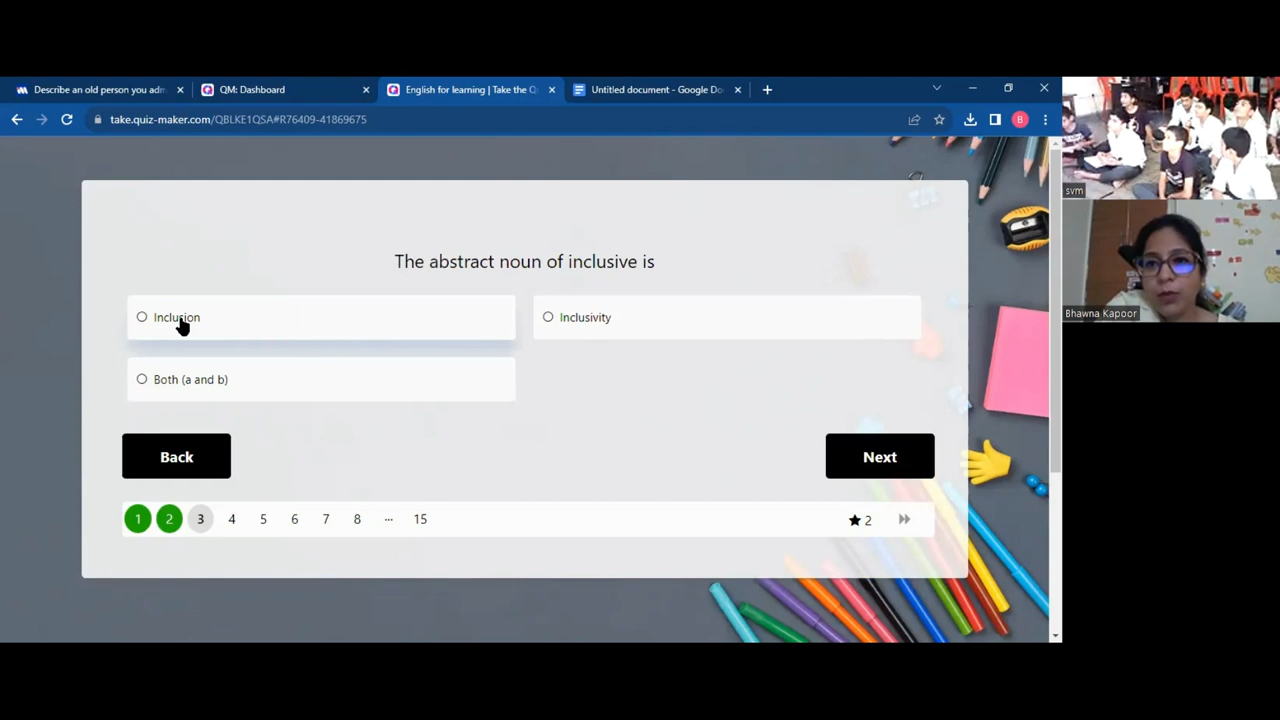 Describe an old person you adm
QM: Dashboard
English for learning | Take the Q
Untitled document - Google Do
take.quiz-maker.com/QBLKE1QSA#R76409-41869675
B
svm
The abstract noun of inclusive is
Inclusion
Inclusivity
Bhawna Kapoor
Both (a and b)
Back
Next
1 2 3 4 5 6 7 8 ... 15
2